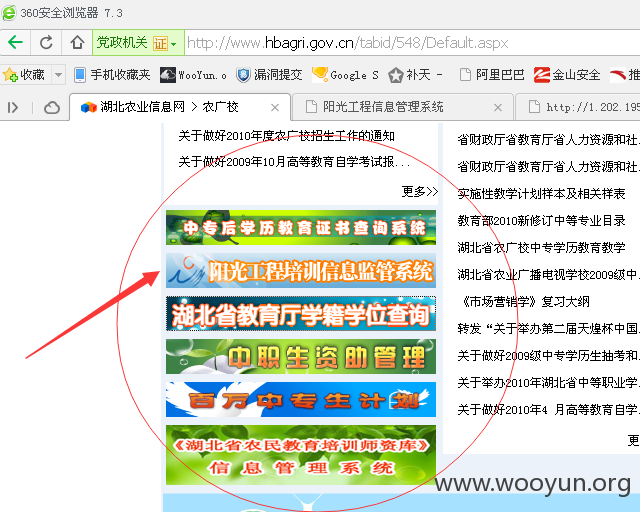 360安全浏览器 7.3
党政机关 证 http://www.hbagri.gov.cn/tabid/548/Default.aspx
收藏 手机收藏夹 WooYun.o 漏洞提交 Google S 补天 - 阿里巴巴 金山安全 推
湖北农业信息网 > 农广校 阳光工程信息管理系统 http://1.202.195
关于做好2010年度农广校招生工作的通知
关于做好2009年10月高等教育自学考试报...
更多>>
中专后学历教育证书查询系统
阳光工程培训信息监管系统
湖北省教育厅学籍学位查询
中职生资助管理
百万中专生计划
《湖北省农民教育培训师资库》
信息管理系统
省财政厅省教育厅省人力资源和社.
省财政厅省教育厅省人力资源和社.
实施性教学计划样本及相关样表
教育部2010新修订中等专业目录
湖北省农广校中专学历教育教学
湖北省农业广播电视学校2009级中.
《市场营销学》复习大纲
转发“关于举办第二届天煌杯中国.
关于做好2009级中专学历生抽考和.
关于举办2010年湖北省中等职业学.
关于做好2010年4 月高等教育自学.
更
www.wooyun.org